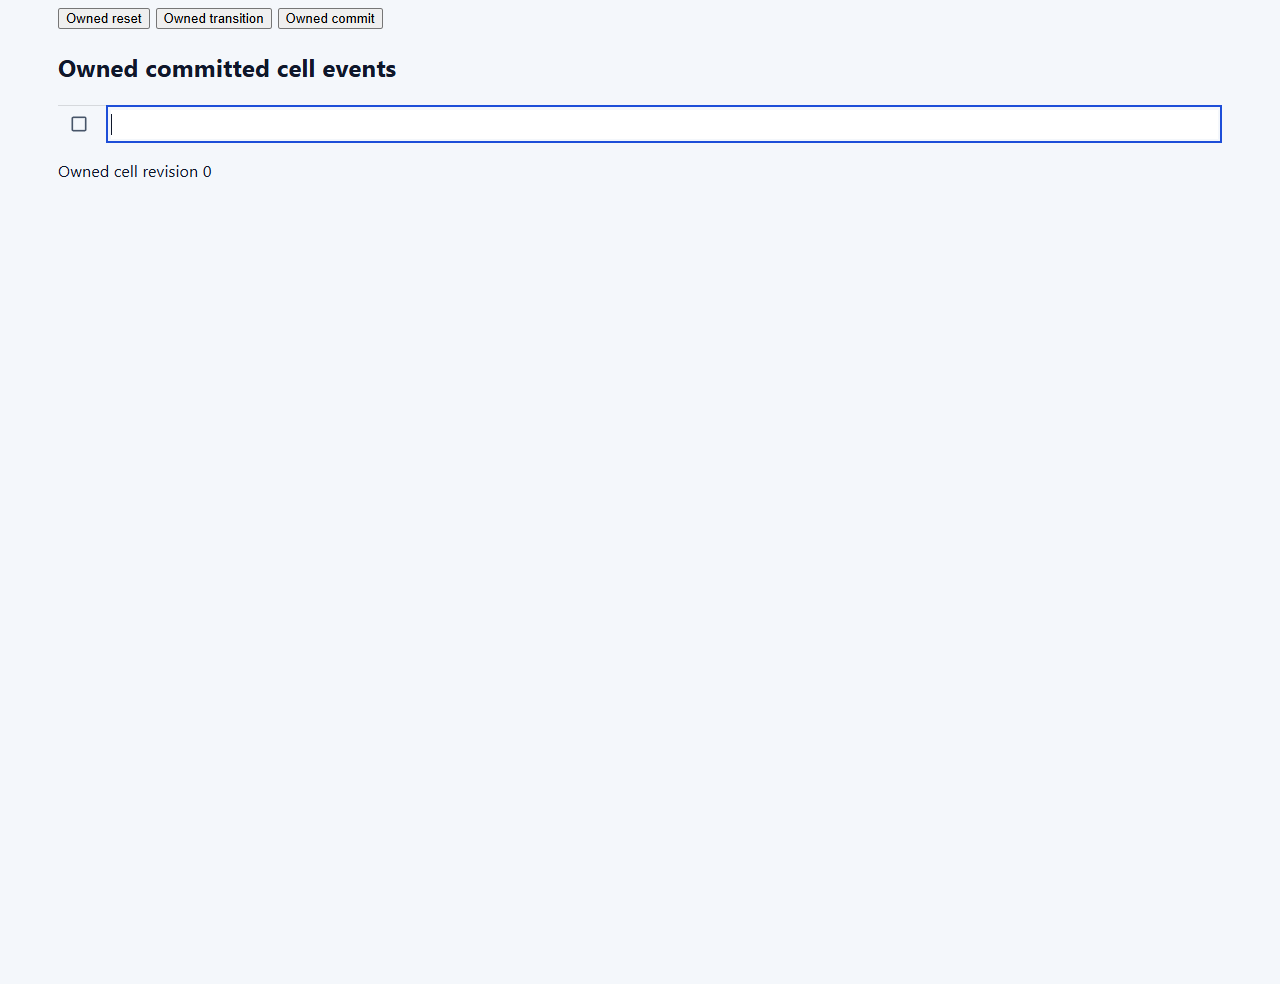 Owned reset Owned transition Owned commit
Owned committed cell events
Owned cell revision 0